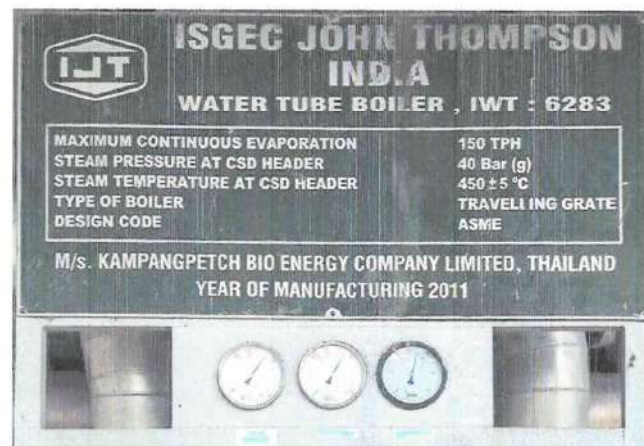 IJT
ISGEC JOHN THOMPSON
INDIA
WATER TUBE BOILER , IWT : 6283
MAXIMUM CONTINUOUS EVAPORATION 150 TPH
STEAM PRESSURE AT CSD HEADER 40 Bar (g)
STEAM TEMPERATURE AT CSD HEADER 450 ± 5 °C
TYPE OF BOILER TRAVELLING GRATE
DESIGN CODE ASME
M/s. KAMPANGPETCH BIO ENERGY COMPANY LIMITED, THAILAND
YEAR OF MANUFACTURING 2011